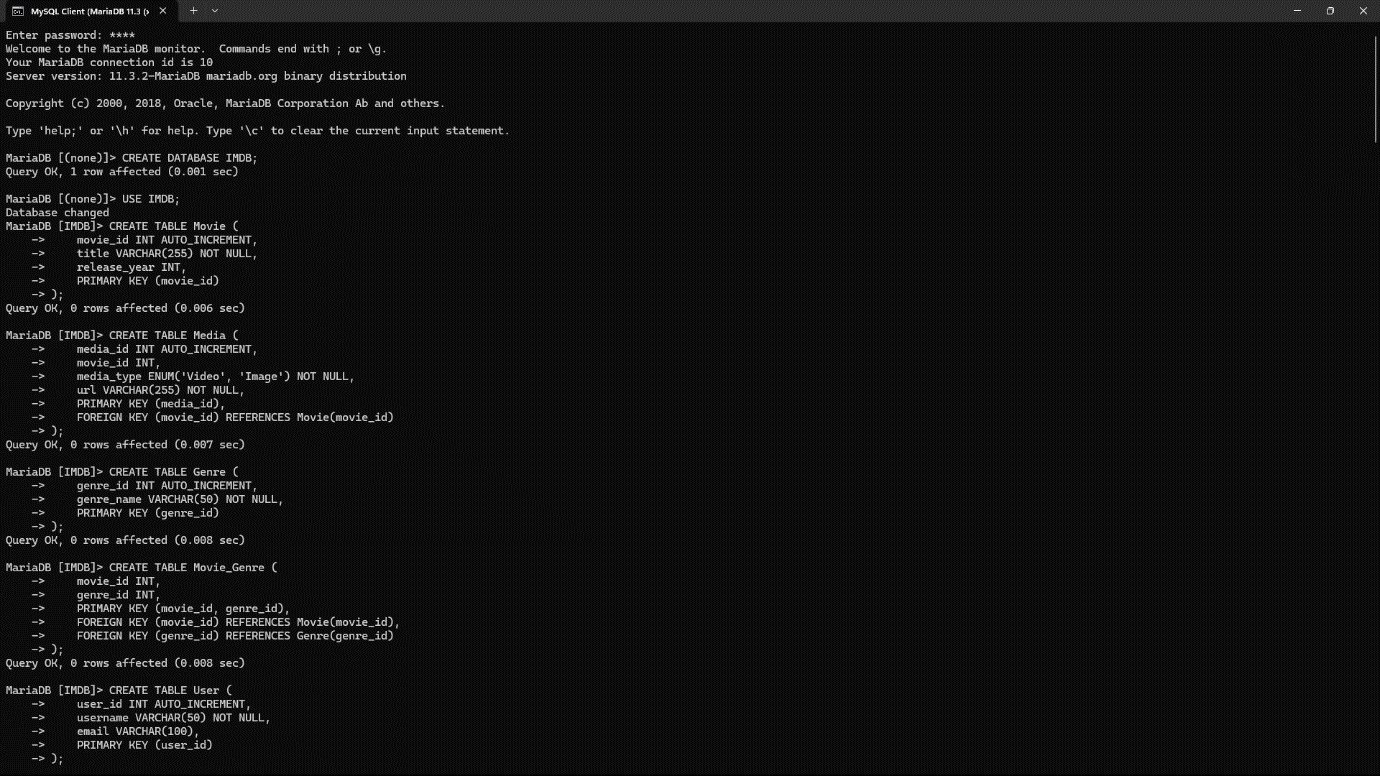 MySQL Client (MariaDB 11.3 (x
Enter password: ****
Welcome to the MariaDB monitor.  Commands end with ; or \g.
Your MariaDB connection id is 10
Server version: 11.3.2-MariaDB mariadb.org binary distribution

Copyright (c) 2000, 2018, Oracle, MariaDB Corporation Ab and others.

Type 'help;' or '\h' for help. Type '\c' to clear the current input statement.

MariaDB [(none)]> CREATE DATABASE IMDB;
Query OK, 1 row affected (0.001 sec)

MariaDB [(none)]> USE IMDB;
Database changed
MariaDB [IMDB]> CREATE TABLE Movie (
    ->     movie_id INT AUTO_INCREMENT,
    ->     title VARCHAR(255) NOT NULL,
    ->     release_year INT,
    ->     PRIMARY KEY (movie_id)
    -> );
Query OK, 0 rows affected (0.006 sec)

MariaDB [IMDB]> CREATE TABLE Media (
    ->     media_id INT AUTO_INCREMENT,
    ->     movie_id INT,
    ->     media_type ENUM('Video', 'Image') NOT NULL,
    ->     url VARCHAR(255) NOT NULL,
    ->     PRIMARY KEY (media_id),
    ->     FOREIGN KEY (movie_id) REFERENCES Movie(movie_id)
    -> );
Query OK, 0 rows affected (0.007 sec)

MariaDB [IMDB]> CREATE TABLE Genre (
    ->     genre_id INT AUTO_INCREMENT,
    ->     genre_name VARCHAR(50) NOT NULL,
    ->     PRIMARY KEY (genre_id)
    -> );
Query OK, 0 rows affected (0.008 sec)

MariaDB [IMDB]> CREATE TABLE Movie_Genre (
    ->     movie_id INT,
    ->     genre_id INT,
    ->     PRIMARY KEY (movie_id, genre_id),
    ->     FOREIGN KEY (movie_id) REFERENCES Movie(movie_id),
    ->     FOREIGN KEY (genre_id) REFERENCES Genre(genre_id)
    -> );
Query OK, 0 rows affected (0.008 sec)

MariaDB [IMDB]> CREATE TABLE User (
    ->     user_id INT AUTO_INCREMENT,
    ->     username VARCHAR(50) NOT NULL,
    ->     email VARCHAR(100),
    ->     PRIMARY KEY (user_id)
    -> );